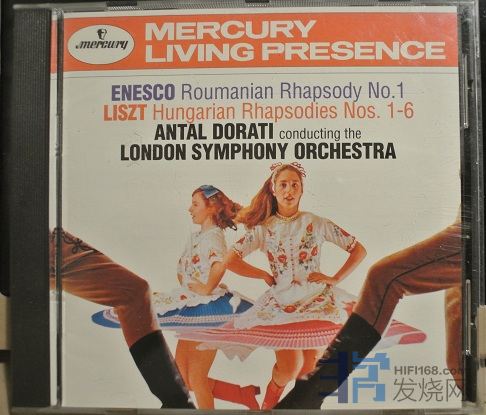 mercury
MERCURY
LIVING PRESENCE
ENESCO Roumanian Rhapsody No.1
LISZT Hungarian Rhapsodies Nos. 1-6
ANTAL DORATI conducting the
LONDON SYMPHONY ORCHESTRA
HIFI168.com
发烧网